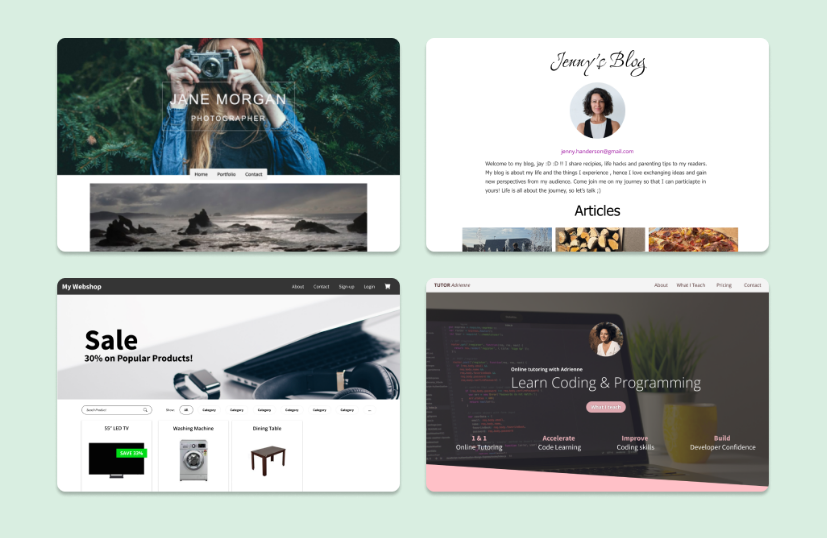 JANE MORGAN
PHOTOGRAPHER
Home Portfolio Contact
Jenny's Blog
jenny.handerson@gmail.com
Welcome to my blog, jay :D :D !! I share recipies, life hacks and parenting tips to my readers.
My blog is about my life and the things I experience , hence I love exchanging ideas and gain
new perspectives from my audience. Come join me on my journey so that I can particiapte in
yours! Life is all about the journey, so let's talk ;)
Articles
My Webshop About Contact Sign-up Login
Sale
30% on Popular Products!
Search Product Show: All Category Category Category Category Category Category ...
55" LED TV Washing Machine Dining Table
SAVE 33%
TUTOR Adrienne About What I Teach Pricing Contact
Online tutoring with Adrienne
Learn Coding & Programming
What I teach
1 & 1 Accelerate Improve Build
Online Tutoring Code Learning Coding skills Developer Confidence